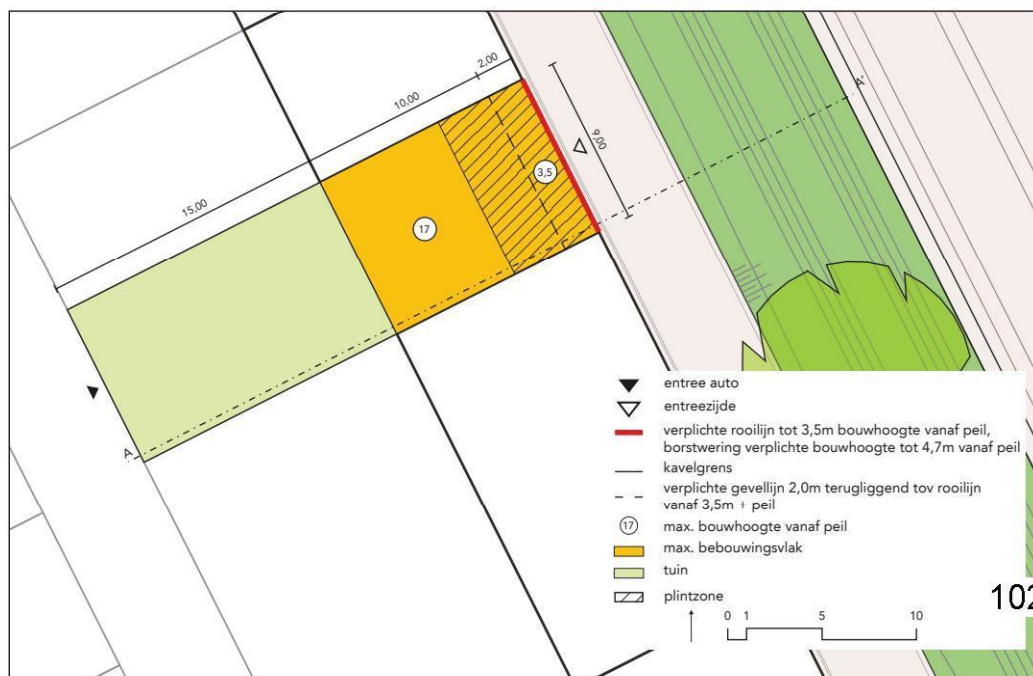 2,00
10,00
15,00
9,00
A'
3,5
17
A
entree auto
entreezijde
verplichte rooilijn tot 3,5m bouwhoogte vanaf peil,
borstwering verplichte bouwhoogte tot 4,7m vanaf peil
kavelgrens
verplichte gevellijn 2,0m terugliggend tov rooilijn
vanaf 3,5m + peil
17 max. bouwhoogte vanaf peil
max. bebouwingsvlak
tuin
plintzone
102
0 1 5 10